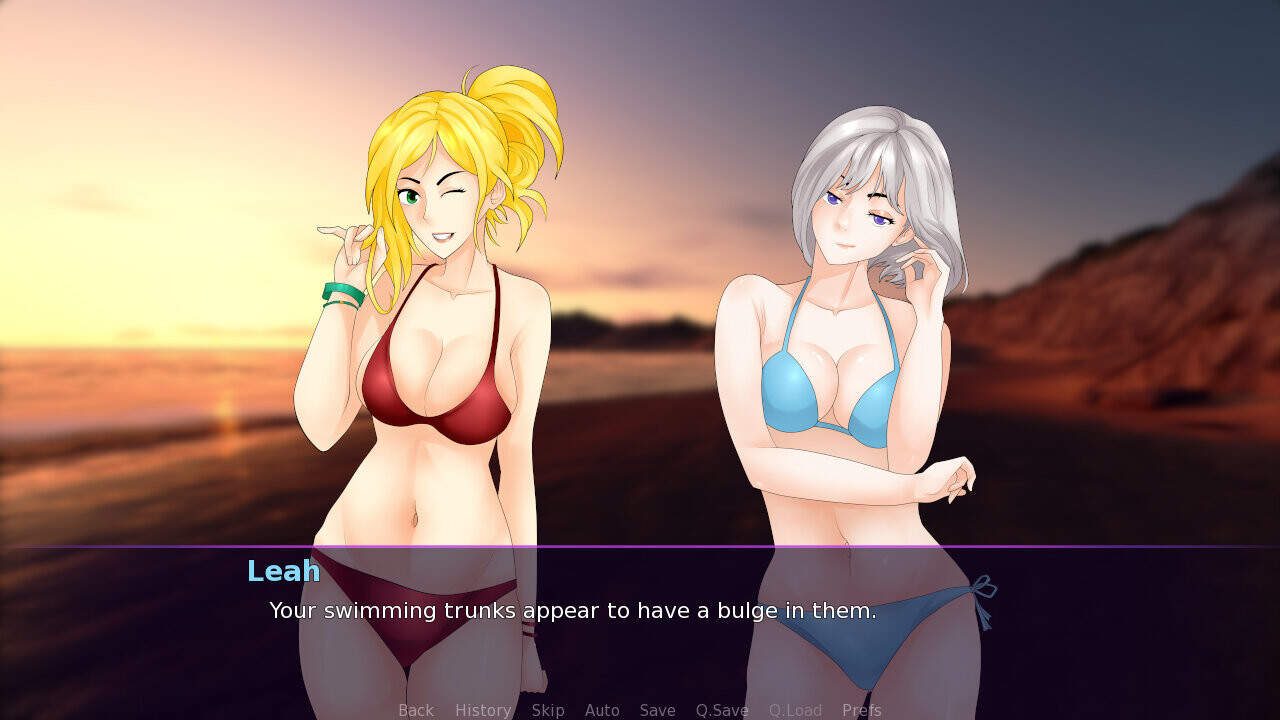 Leah
Your swimming trunks appear to have a bulge in them.
Back History Skip Auto Save Q.Save Q.Load Prefs